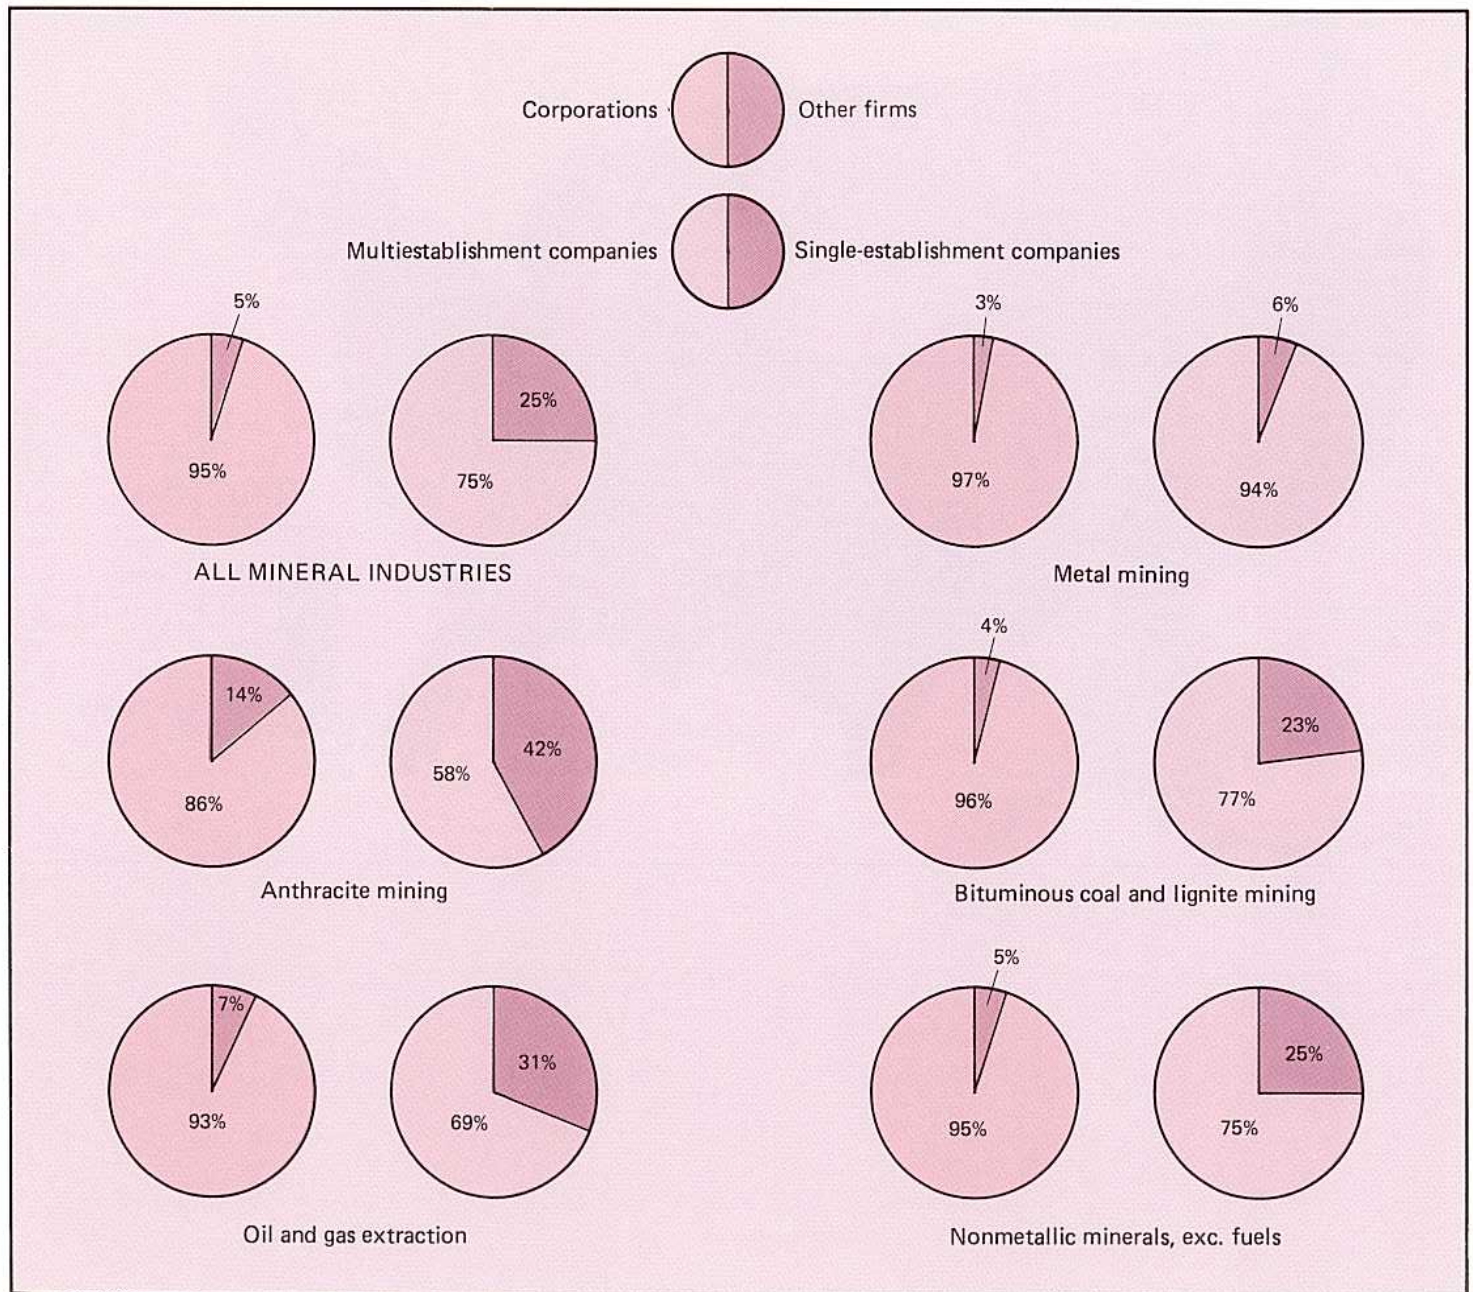 Corporations
Other firms
Multiestablishment companies
Single-establishment companies
5%
95%
25%
75%
ALL MINERAL INDUSTRIES
3%
97%
6%
94%
Metal mining
14%
86%
42%
58%
Anthracite mining
4%
96%
23%
77%
Bituminous coal and lignite mining
7%
93%
31%
69%
Oil and gas extraction
5%
95%
25%
75%
Nonmetallic minerals, exc. fuels